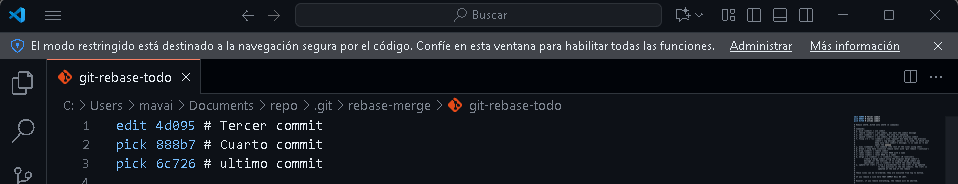 Buscar
El modo restringido está destinado a la navegación segura por el código. Confíe en esta ventana para habilitar todas las funciones. Administrar Más información
git-rebase-todo
C: > Users > mavai > Documents > repo > .git > rebase-merge > git-rebase-todo
1 edit 4d095 # Tercer commit
2 pick 888b7 # Cuarto commit
3 pick 6c726 # ultimo commit
4